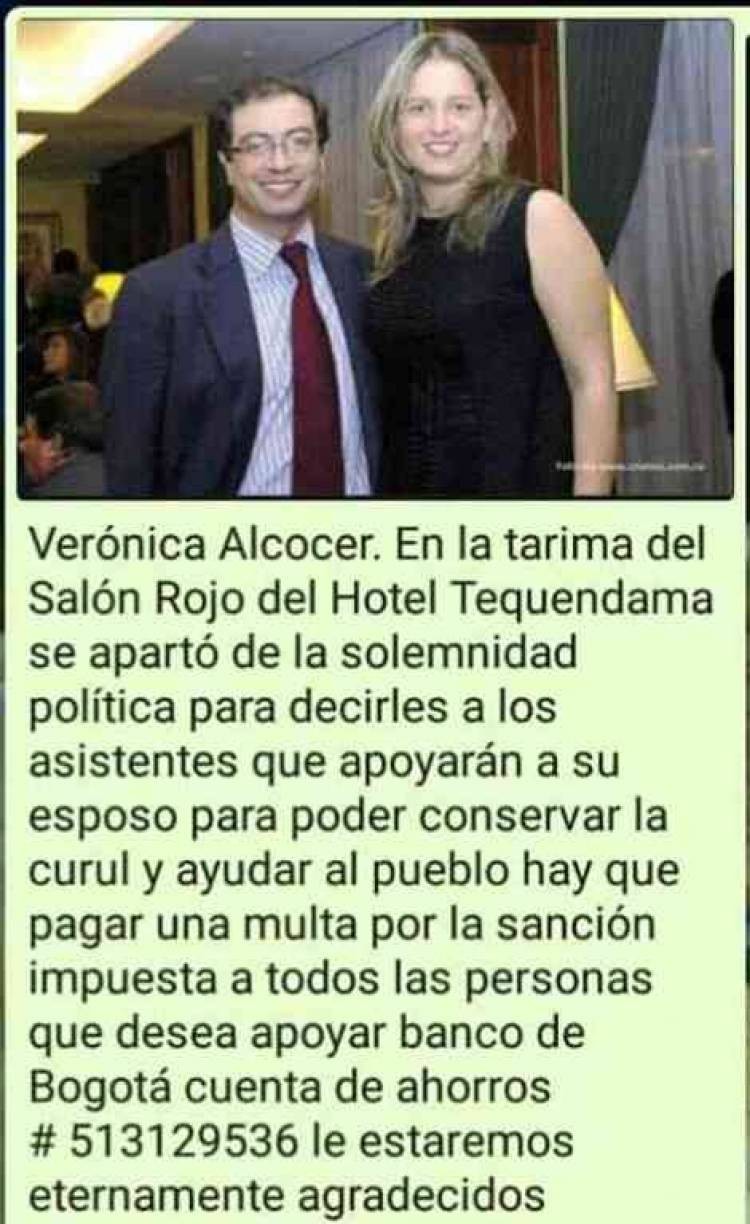 Verónica Alcocer. En la tarima del
Salón Rojo del Hotel Tequendama
se apartó de la solemnidad
política para decirles a los
asistentes que apoyarán a su
esposo para poder conservar la
curul y ayudar al pueblo hay que
pagar una multa por la sanción
impuesta a todos las personas
que desea apoyar banco de
Bogotá cuenta de ahorros
# 513129536 le estaremos
eternamente agradecidos